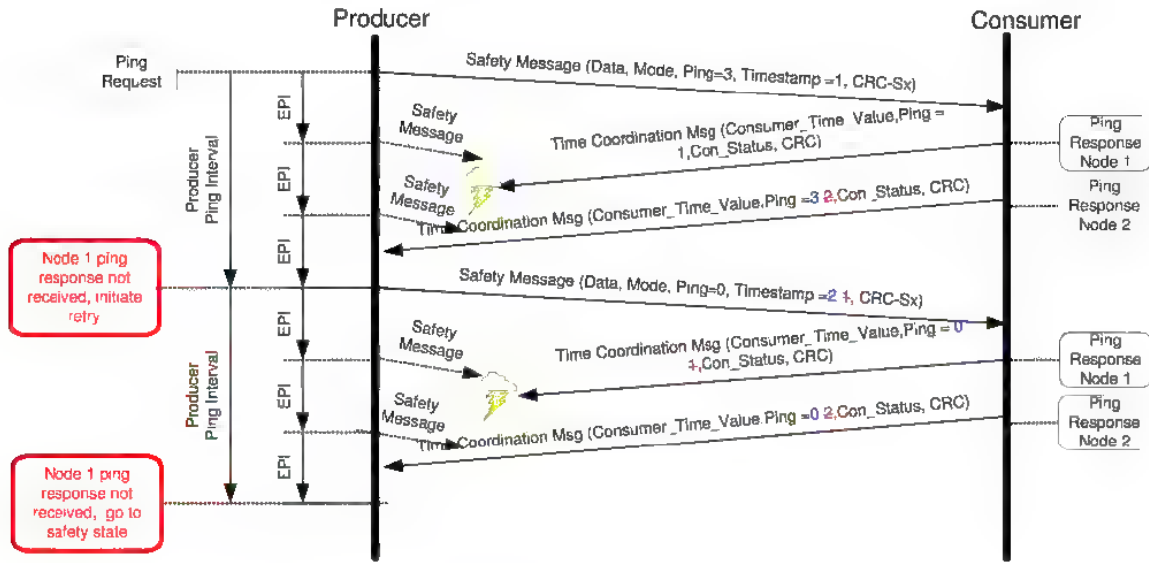 Producer
Consumer
Ping
Request
Safety Message (Data, Mode, Ping=3, Timestamp =1, CRC-Sx)
EPI
Safety
Message
Time Coordination Msg (Consumer_Time_Value,Ping =
1,Con_Status, CRC)
Ping
Response
Node 1
Producer
Ping Interval
EPI
Safety
Message
Time Coordination Msg (Consumer_Time_Value,Ping =3 2,Con_Status, CRC)
Ping
Response
Node 2
EPI
Node 1 ping
response not
received, initiate
retry
Safety Message (Data, Mode, Ping=0, Timestamp =2 1, CRC-Sx)
EPI
Safety
Message
Time Coordination Msg (Consumer_Time_Value,Ping = 0
1,Con_Status, CRC)
Ping
Response
Node 1
Producer
Ping Interval
EPI
Safety
Message
Time Coordination Msg (Consumer_Time_Value Ping =0 2,Con_Status, CRC)
Ping
Response
Node 2
EPI
Node 1 ping
response not
received, go to
safety state